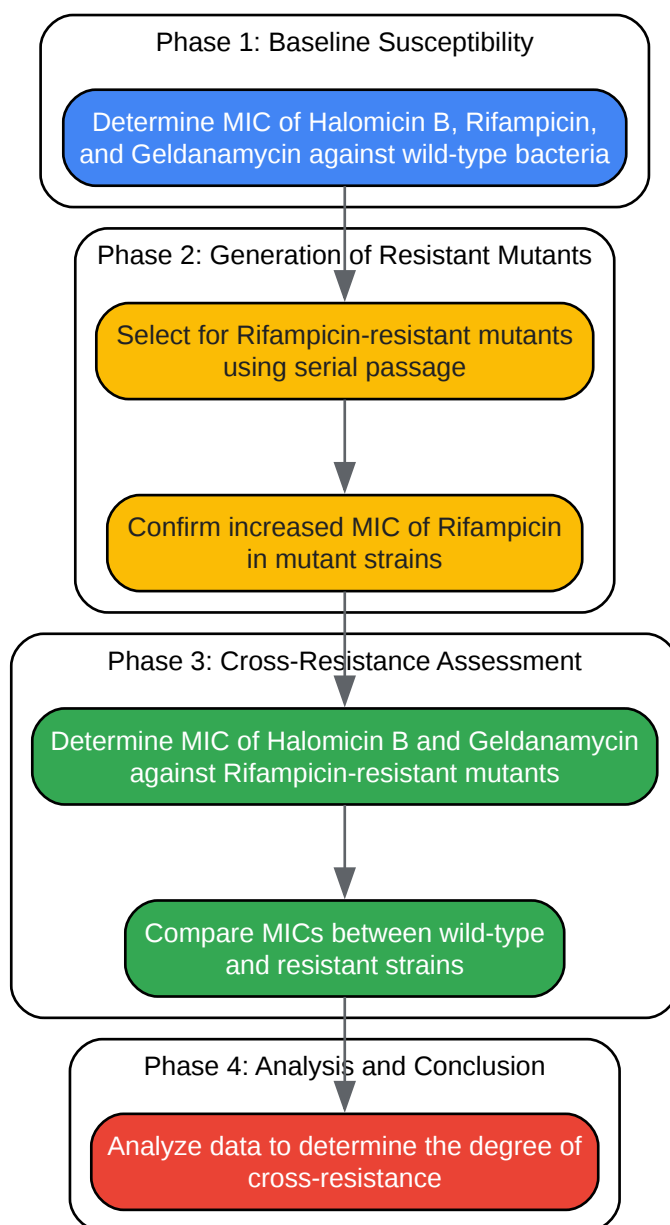 Phase 1: Baseline Susceptibility
Determine MIC of Halomicin B, Rifampicin,
and Geldanamycin against wild-type bacteria
Phase 2: Generation of Resistant Mutants
Select for Rifampicin-resistant mutants
using serial passage
Confirm increased MIC of Rifampicin
in mutant strains
Phase 3: Cross-Resistance Assessment
Determine MIC of Halomicin B and Geldanamycin
against Rifampicin-resistant mutants
Compare MICs between wild-type
and resistant strains
Phase 4: Analysis and Conclusion
Analyze data to determine the degree of
cross-resistance